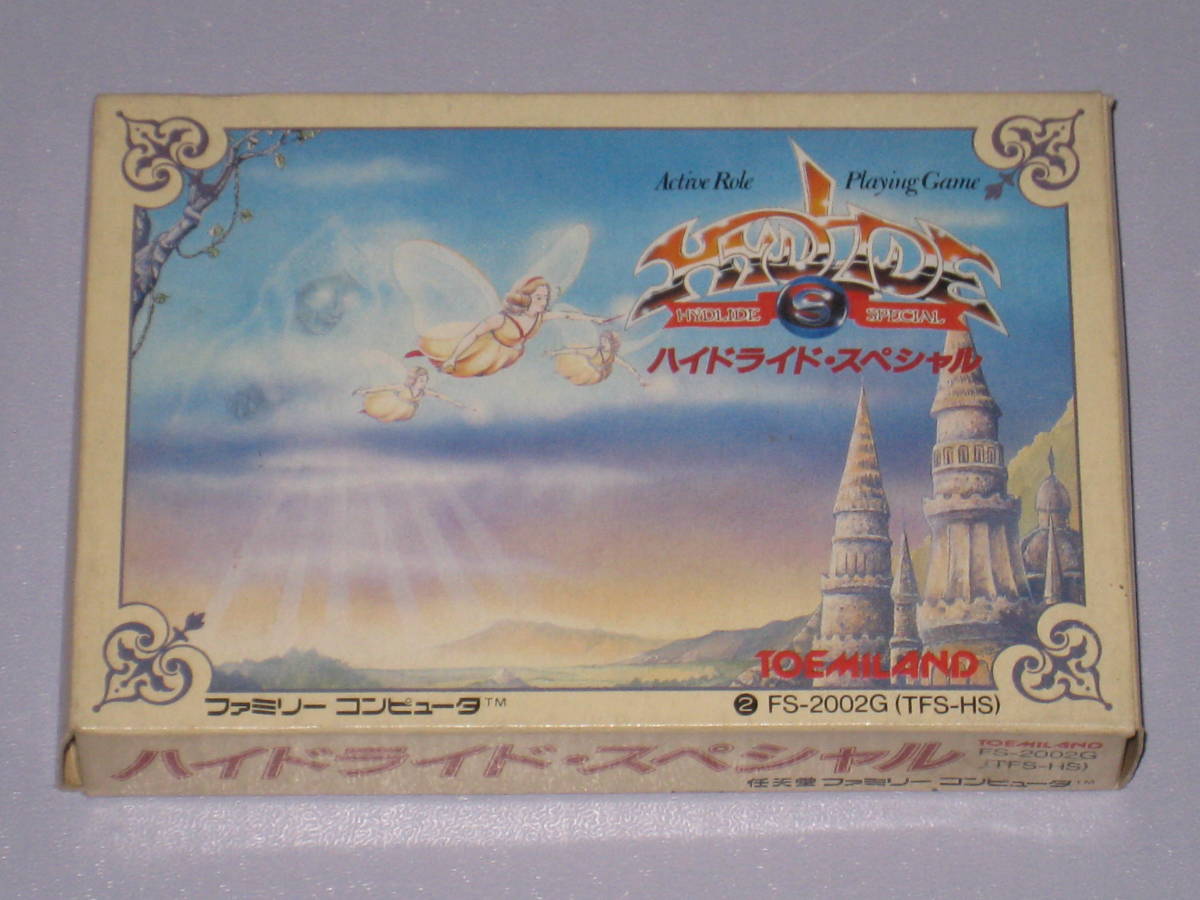 Active Role Playing Game
HYDLIDE
HYDLIDE S SPECIAL
ハイドライド・スペシャル
TOEMILAND
ファミリー コンピュータ™
❷ FS-2002G (TFS-HS)
ハイドライド・スペシャル
TOEMILAND
FS-2002G
(TFS-HS)
任天堂 ファミリー コンピュータ™